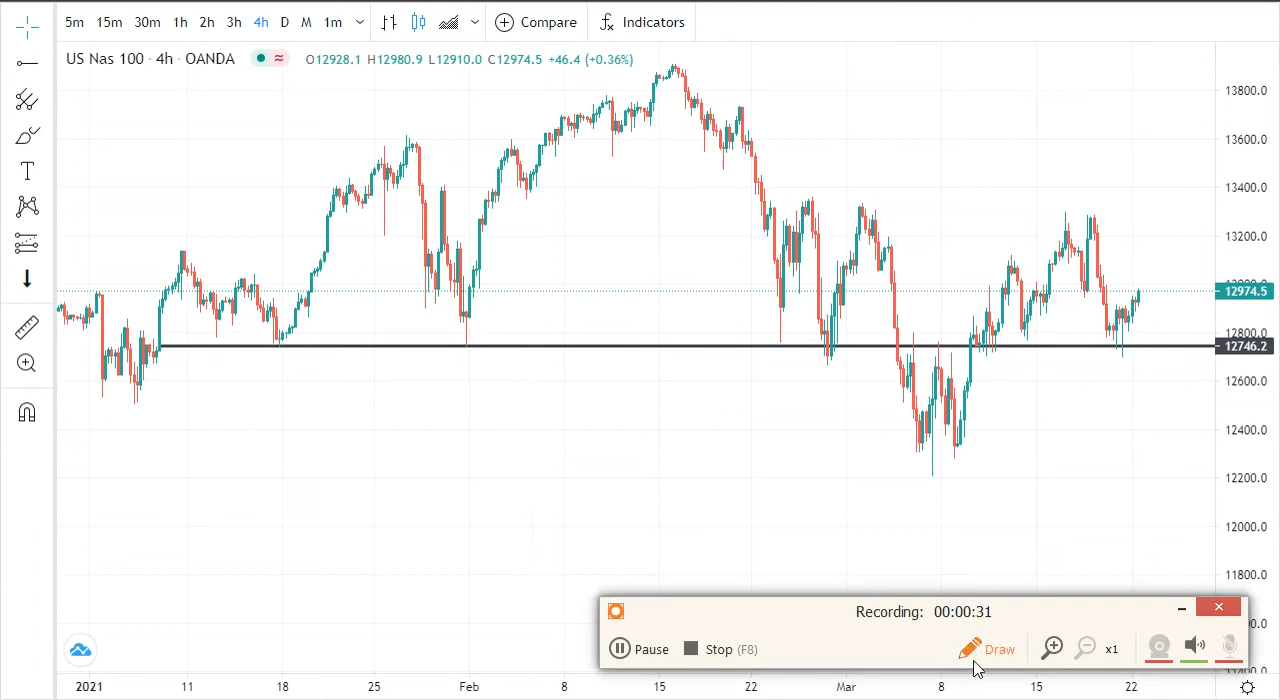 5m 15m 30m 1h 2h 3h 4h D M 1m Compare Indicators
US Nas 100 · 4h · OANDA O12928.1 H12980.9 L12910.0 C12974.5 +46.4 (+0.36%)
13800.0
13600.0
13400.0
13200.0
12974.5
12800.0
12746.2
12600.0
12400.0
12200.0
12000.0
11800.0
Recording: 00:00:31
Pause Stop (F8) Draw x1
2021 11 18 25 Feb 8 15 22 Mar 8 15 22